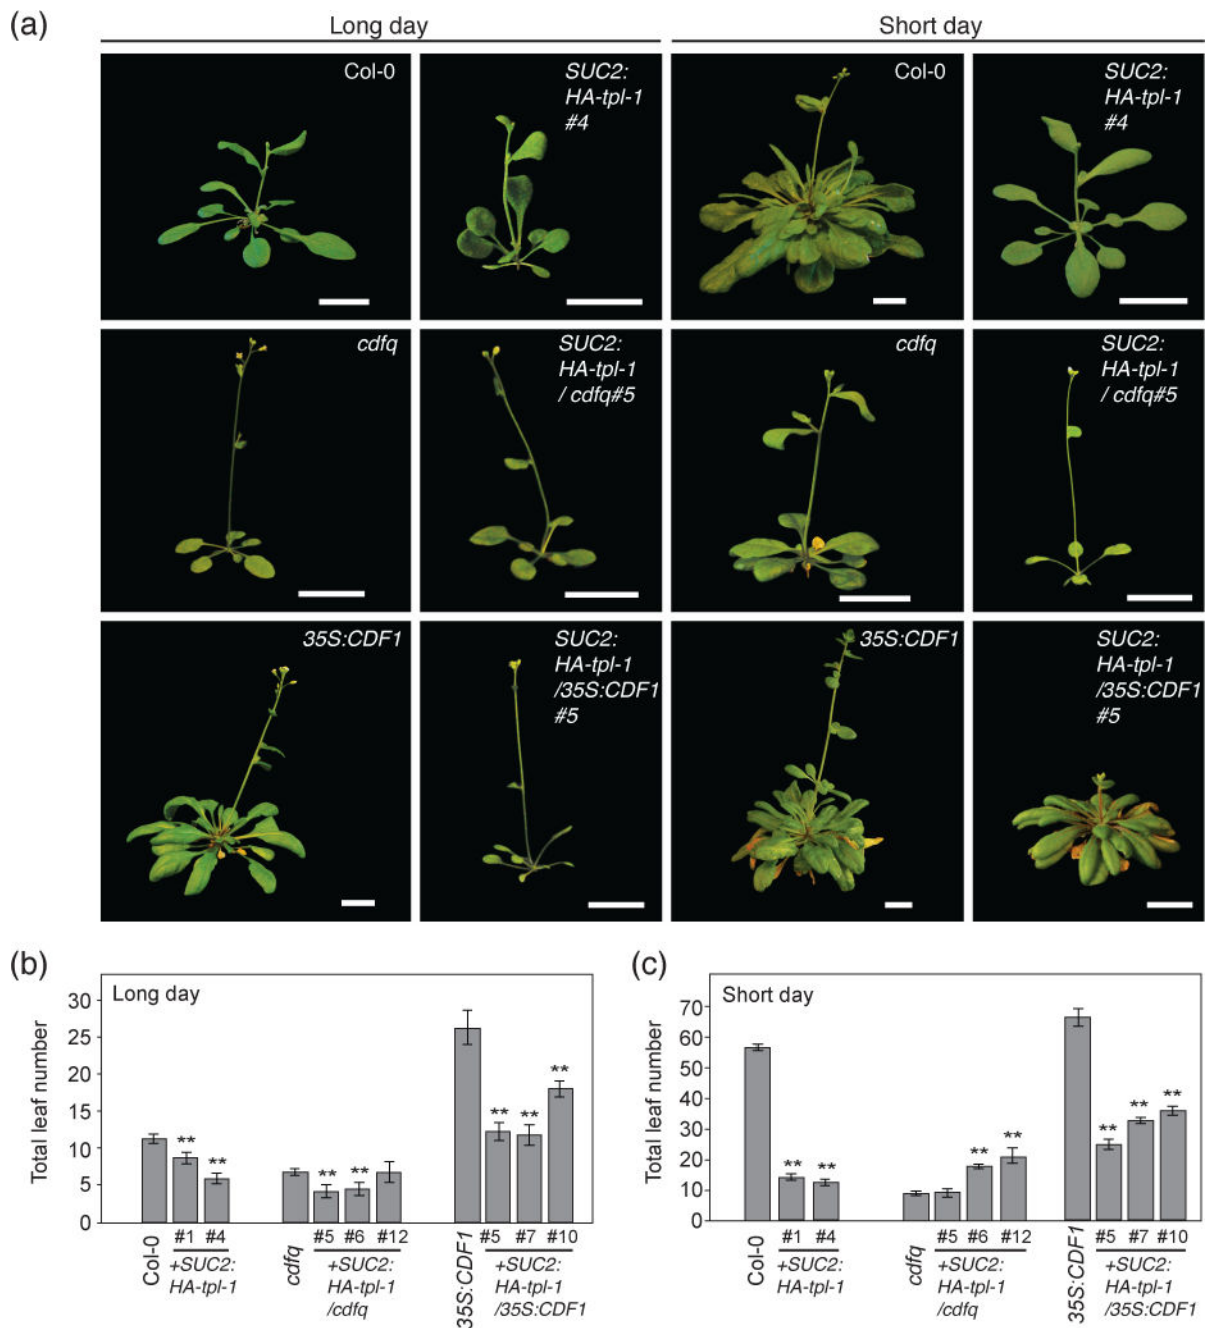 (a)
Long day
Short day
Col-0
SUC2:
HA-tpl-1
#4
Col-0
SUC2:
HA-tpl-1
#4
cdfq
SUC2:
HA-tpl-1
/ cdfq#5
cdfq
SUC2:
HA-tpl-1
/ cdfq#5
35S:CDF1
SUC2:
HA-tpl-1
/35S:CDF1
#5
35S:CDF1
SUC2:
HA-tpl-1
/35S:CDF1
#5
(b)
Long day
Total leaf number
30
25
20
15
10
5
0
** ** ** ** ** ** **
Col-0
#1 #4
+SUC2:
HA-tpl-1
cdfq
#5 #6 #12
+SUC2:
HA-tpl-1
/cdfq
35S:CDF1
#5 #7 #10
+SUC2:
HA-tpl-1
/35S:CDF1
(c)
Short day
Total leaf number
70
60
50
40
30
20
10
0
** ** ** ** ** ** **
Col-0
#1 #4
+SUC2:
HA-tpl-1
cdfq
#5 #6 #12
+SUC2:
HA-tpl-1
/cdfq
35S:CDF1
#5 #7 #10
+SUC2:
HA-tpl-1
/35S:CDF1